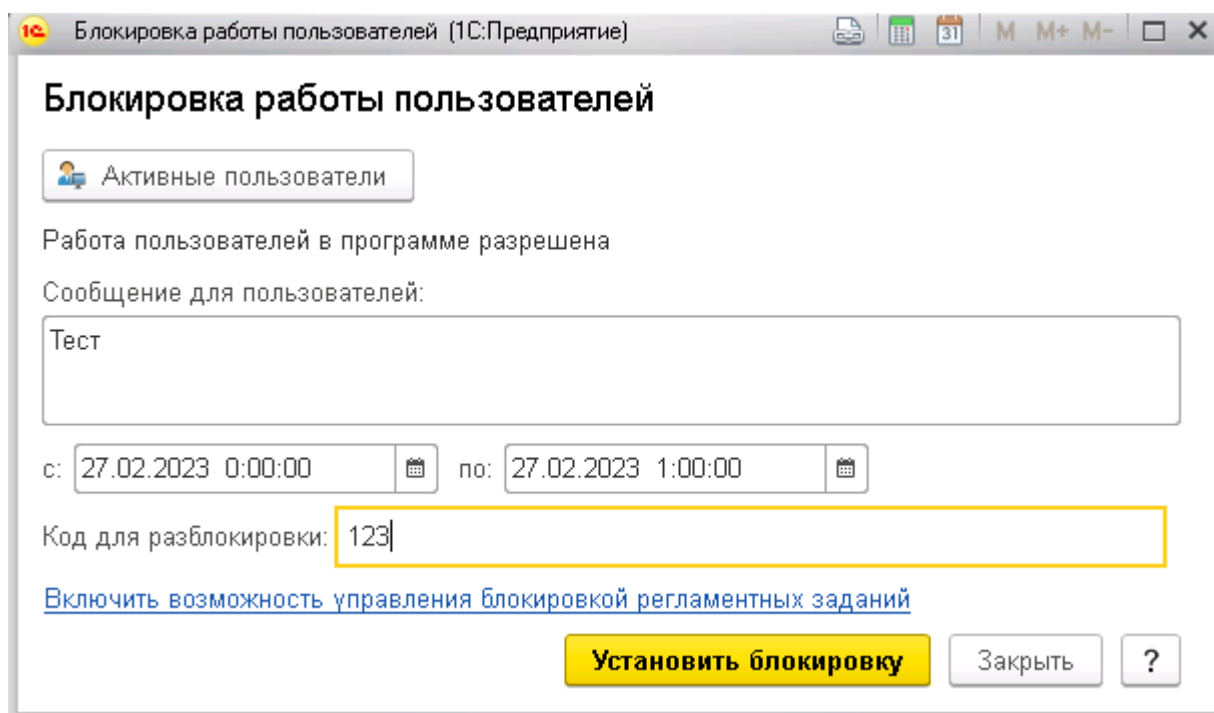 1С Блокировка работы пользователей (1С:Предприятие) 31 M M+ M-
Блокировка работы пользователей
Активные пользователи
Работа пользователей в программе разрешена
Сообщение для пользователей:
Тест
с: 27.02.2023 0:00:00 по: 27.02.2023 1:00:00
Код для разблокировки: 123
Включить возможность управления блокировкой регламентных заданий
Установить блокировку Закрыть ?